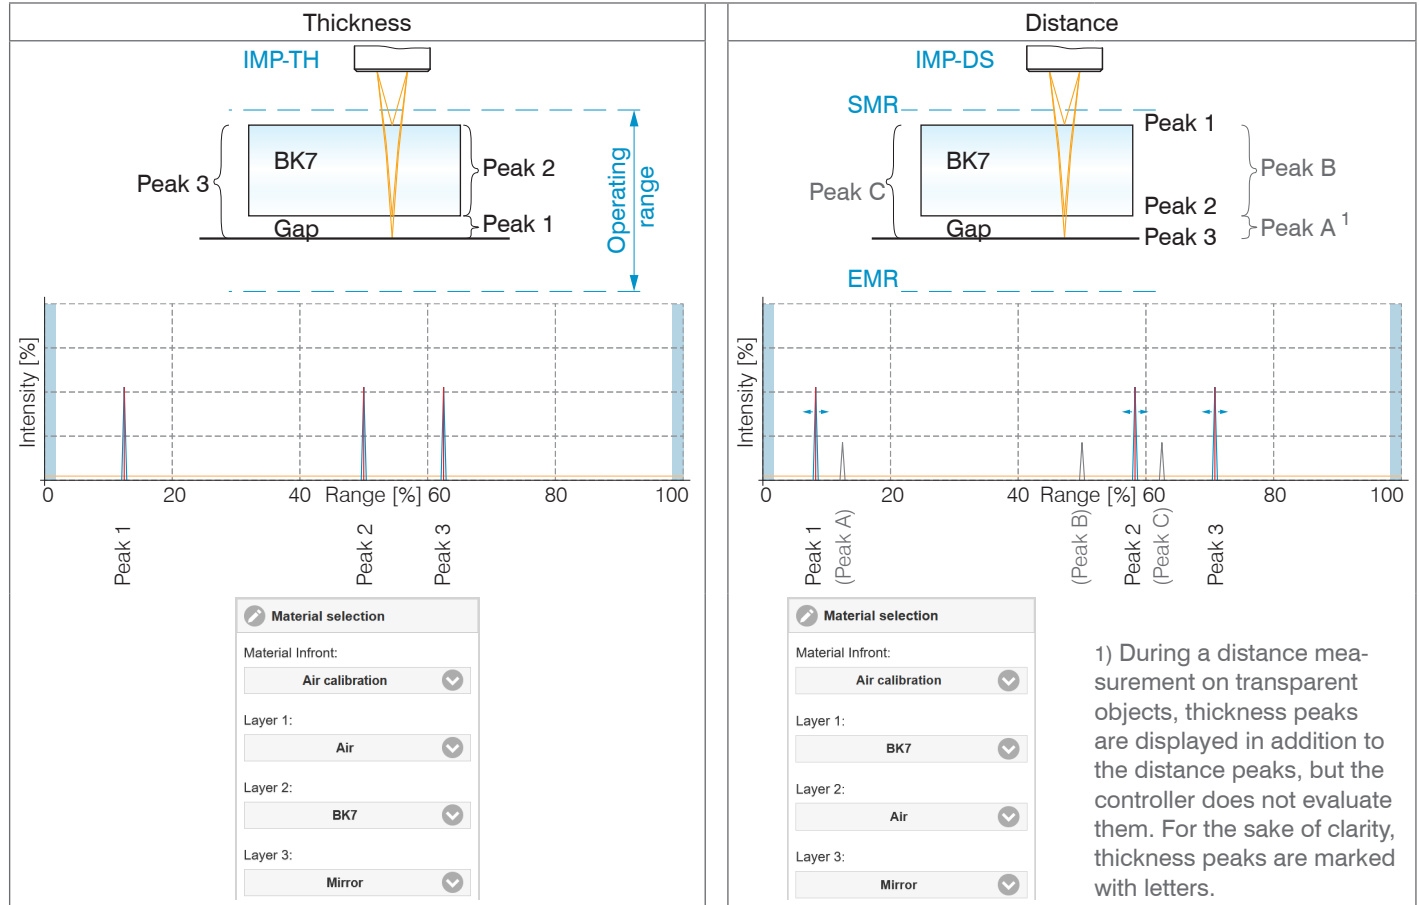 Thickness
IMP-TH
BK7
Peak 3
Peak 2
Gap
Peak 1
Operating
range
Intensity [%]
0 20 40 Range [%] 60 80 100
Peak 1
Peak 2
Peak 3
Material selection
Material Infront:
Air calibration
Layer 1:
Air
Layer 2:
BK7
Layer 3:
Mirror
Distance
IMP-DS
SMR
Peak 1
BK7
Peak B
Peak C
Peak 2
Gap
Peak A 1
Peak 3
EMR
Intensity [%]
0 20 40 Range [%] 60 80 100
Peak 1
(Peak A)
(Peak B)
Peak 2
(Peak C)
Peak 3
Material selection
Material Infront:
Air calibration
Layer 1:
BK7
Layer 2:
Air
Layer 3:
Mirror
1) During a distance mea-
surement on transparent
objects, thickness peaks
are displayed in addition to
the distance peaks, but the
controller does not evaluate
them. For the sake of clarity,
thickness peaks are marked
with letters.